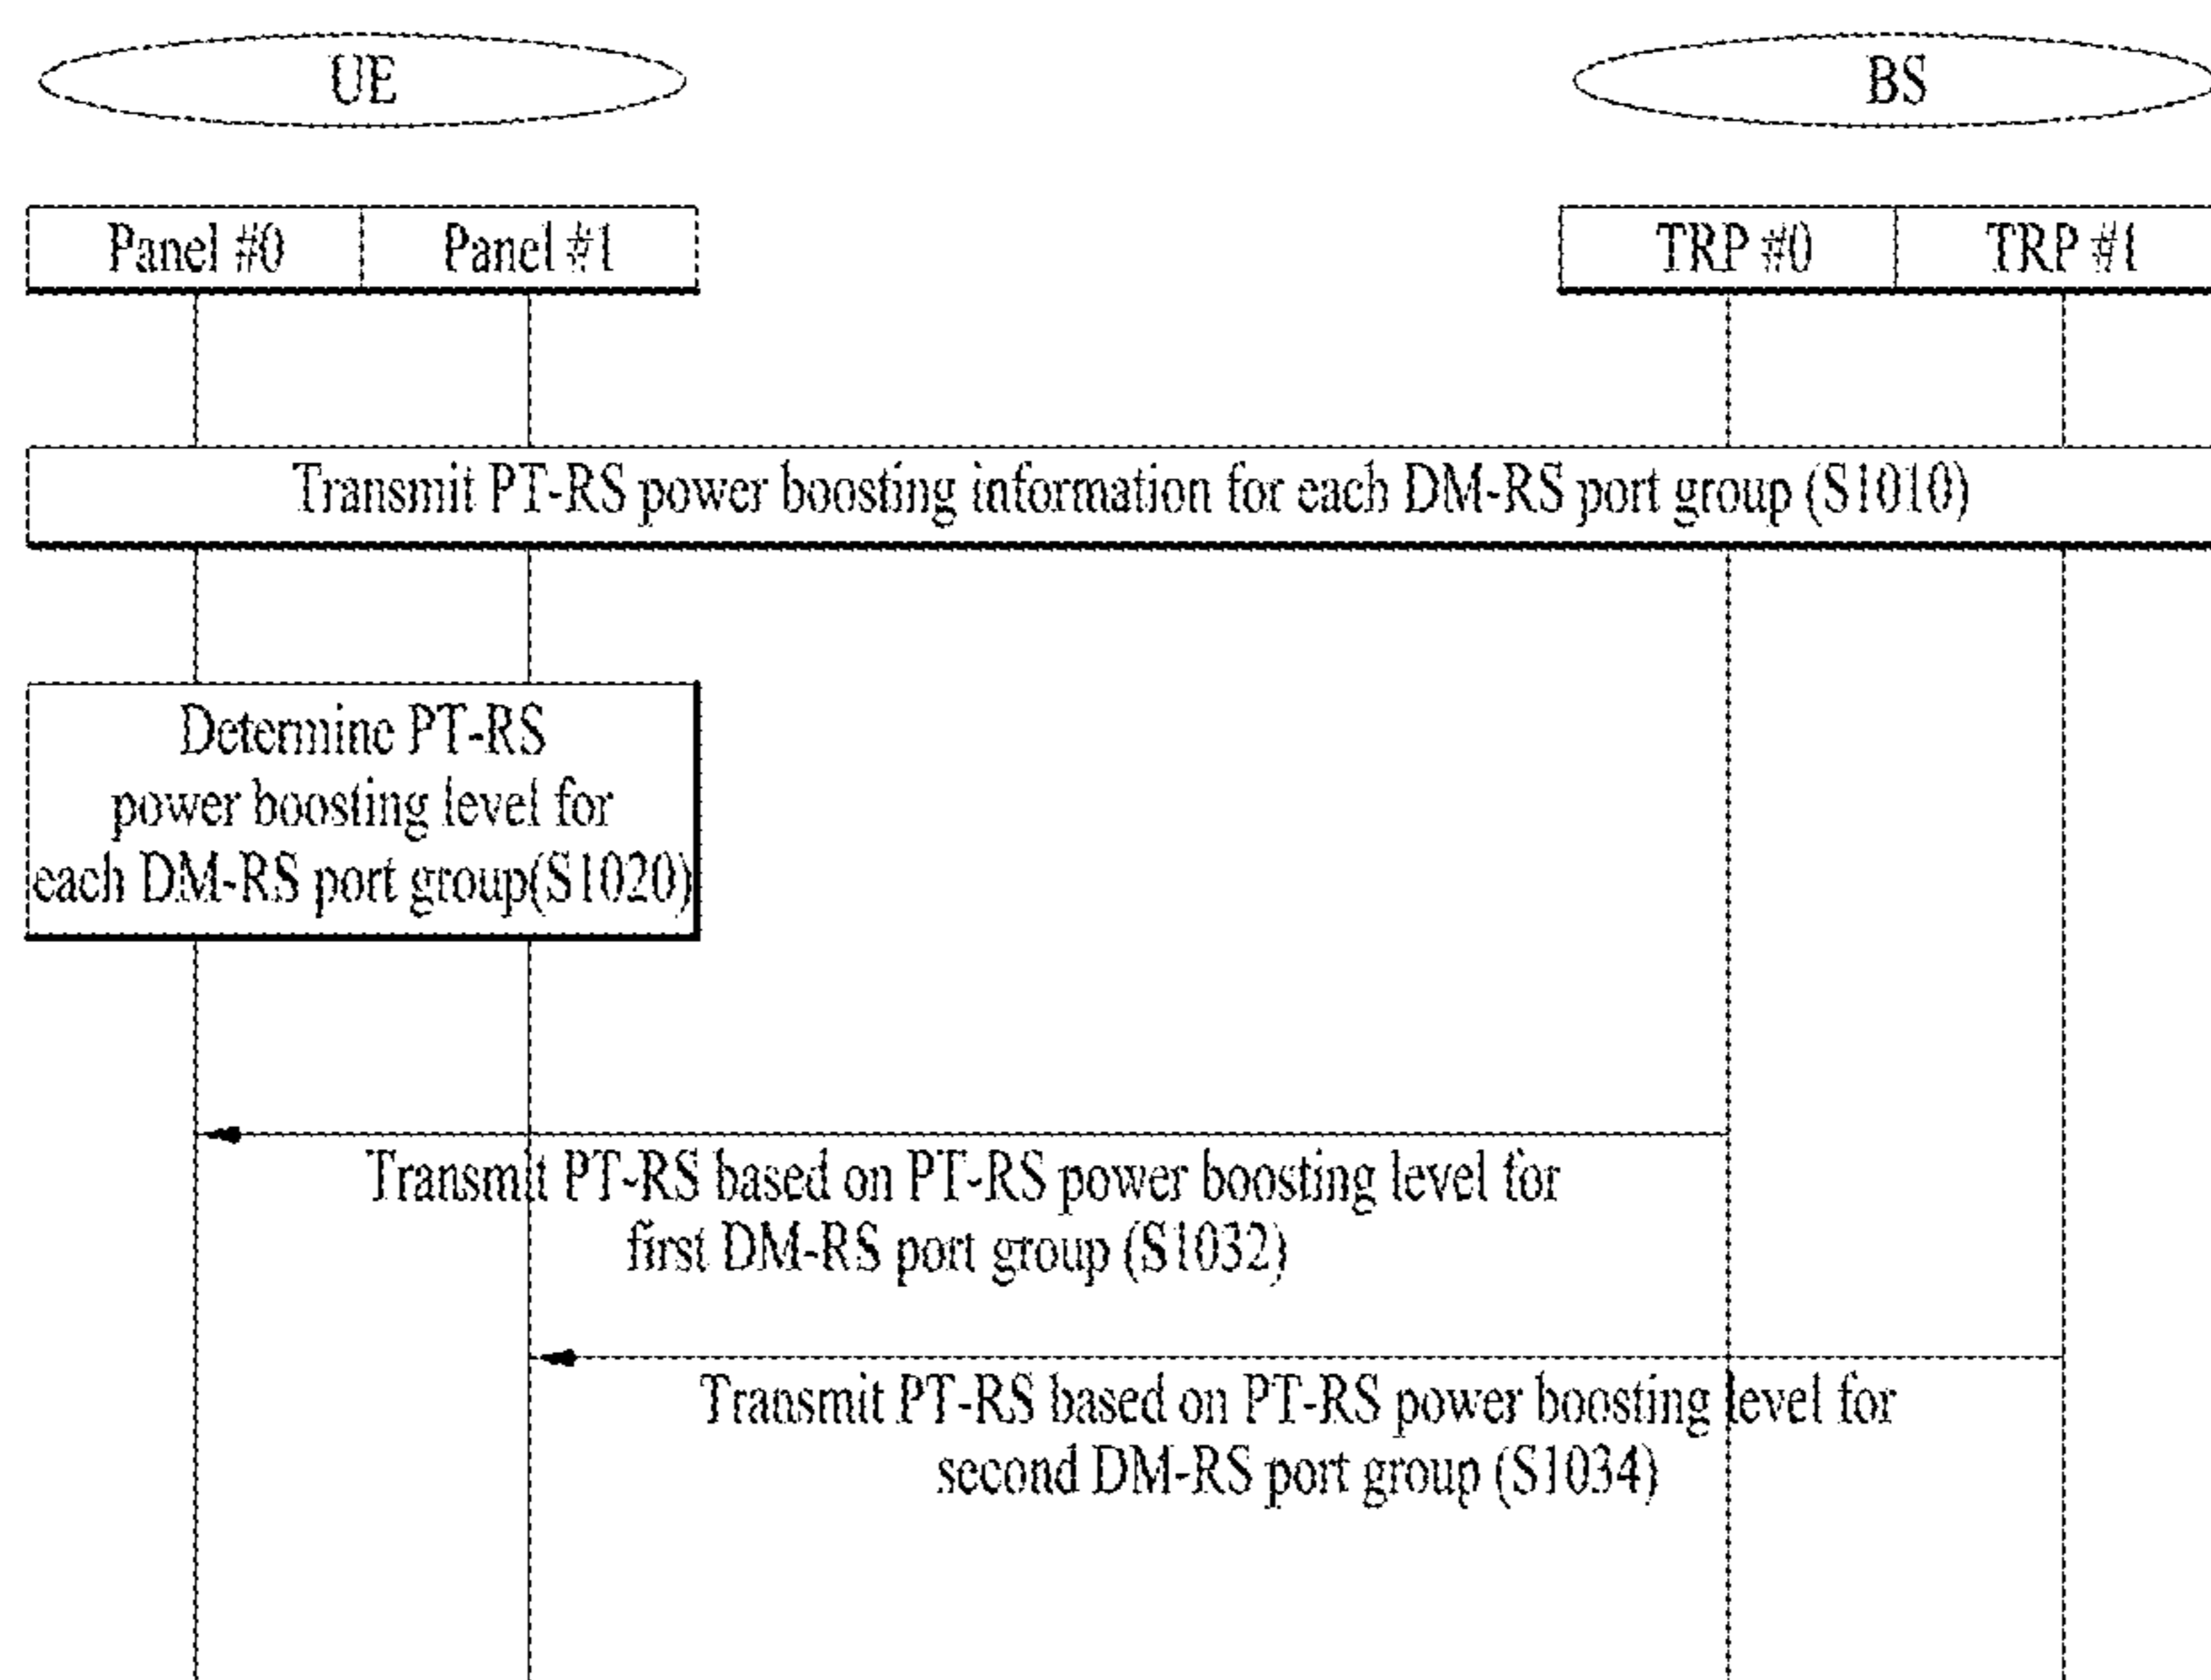 UE
BS
Panel #0
Panel #1
TRP #0
TRP #1
Transmit PT-RS power boosting information for each DM-RS port group (S1010)
Determine PT-RS
power boosting level for
each DM-RS port group(S1020)
Transmit PT-RS based on PT-RS power boosting level for
first DM-RS port group (S1032)
Transmit PT-RS based on PT-RS power boosting level for
second DM-RS port group (S1034)